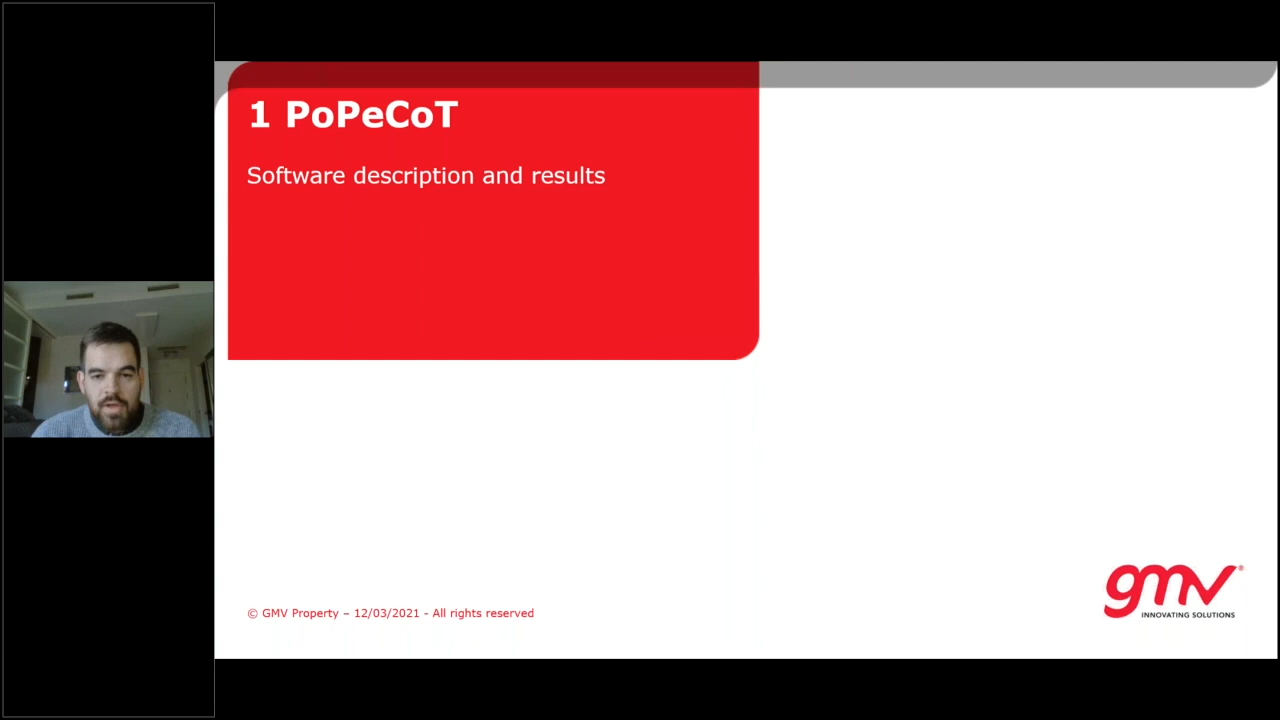 1 PoPeCoT
Software description and results
© GMV Property – 12/03/2021 - All rights reserved
gmv®
INNOVATING SOLUTIONS